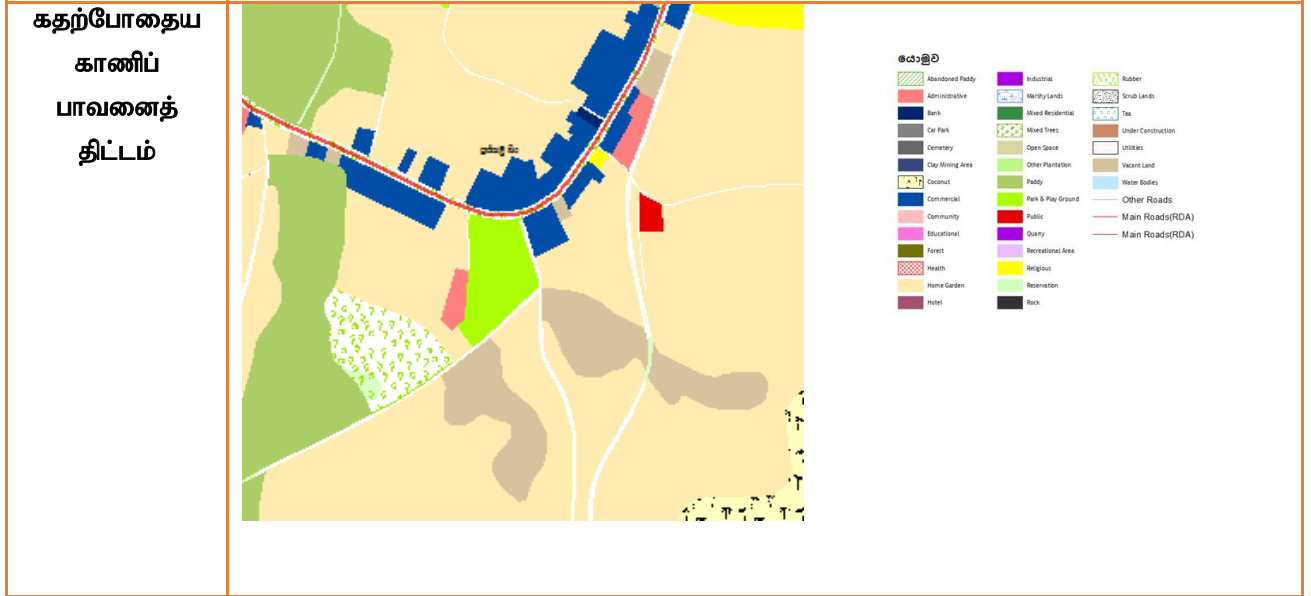 கதற்போதைய
காணிப்
பாவனைத்
திட்டம்
යොමුව
Abandoned Paddy
Administrative
Bank
Car Park
Cemetery
Clay Mining Area
Coconut
Commercial
Community
Educational
Forest
Health
Home Garden
Hotel
Industrial
Marshy Lands
Mixed Residential
Mixed Trees
Open Space
Other Plantation
Paddy
Park & Play Ground
Public
Quarry
Recreational Area
Religious
Reservation
Rock
Rubber
Scrub Lands
Tea
Under Construction
Utilities
Vacant Land
Water Bodies
Other Roads
Main Roads(RDA)
Main Roads(RDA)